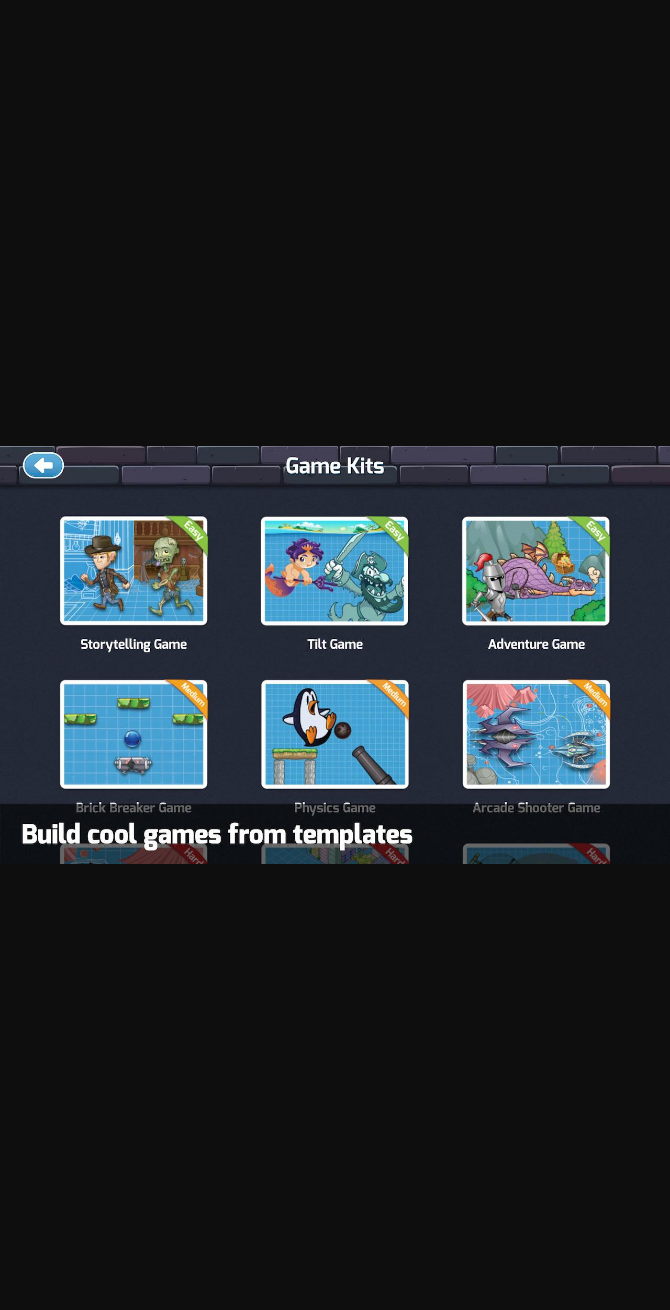 Game Kits
Easy
Easy
Easy
Storytelling Game
Tilt Game
Adventure Game
Medium
Medium
Medium
Brick Breaker Game
Physics Game
Arcade Shooter Game
Build cool games from templates
Hard
Hard
Hard